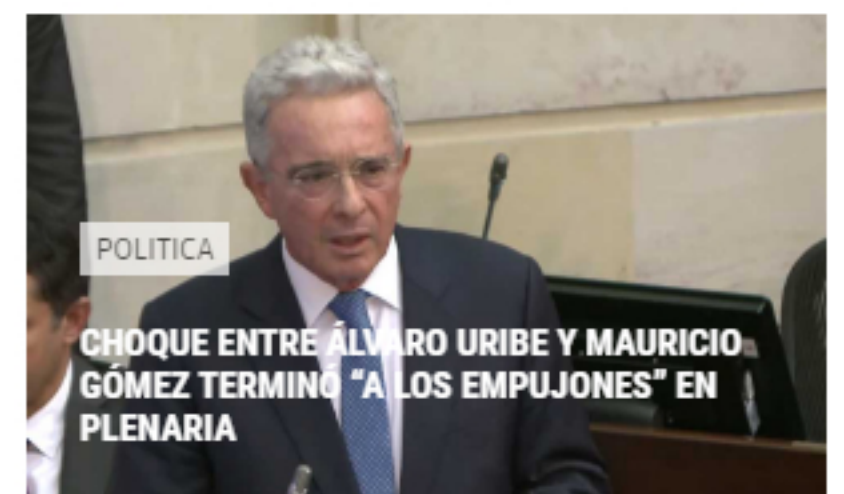 POLITICA
CHOQUE ENTRE ÁLVARO URIBE Y MAURICIO
GÓMEZ TERMINÓ “A LOS EMPUJONES” EN
PLENARIA